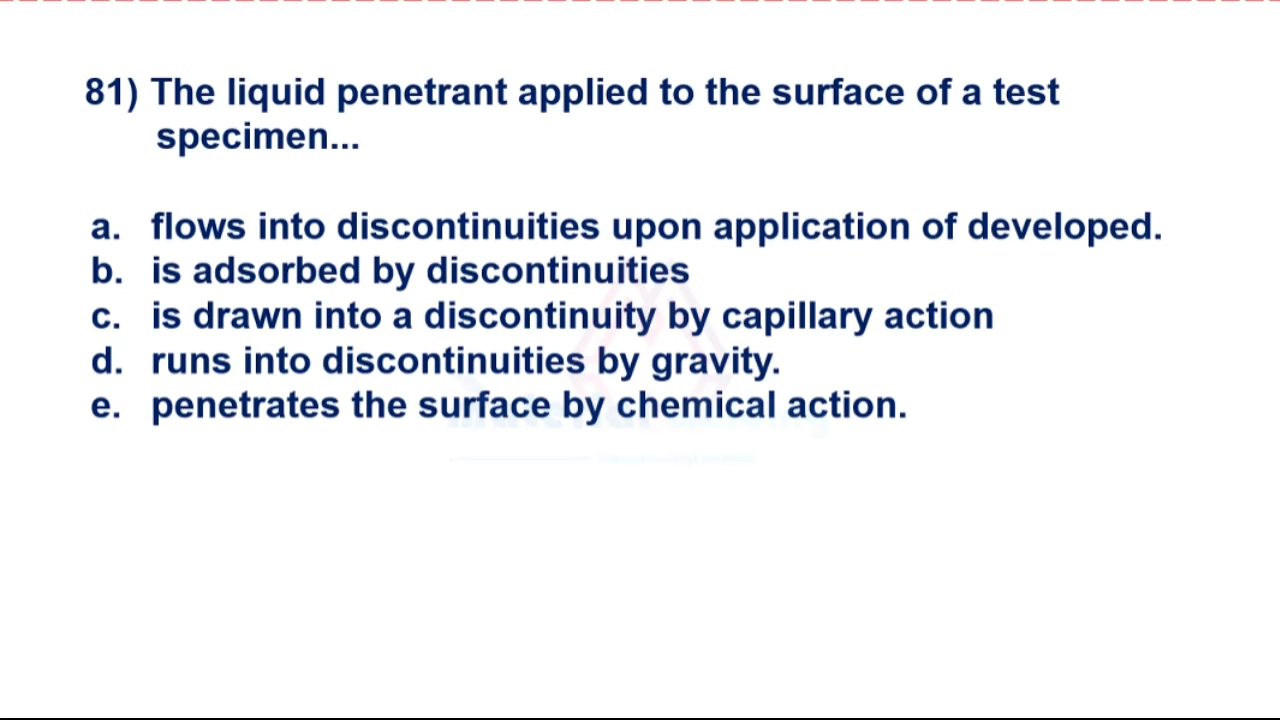 81) The liquid penetrant applied to the surface of a test
specimen...
a. flows into discontinuities upon application of developed.
b. is adsorbed by discontinuities
c. is drawn into a discontinuity by capillary action
d. runs into discontinuities by gravity.
e. penetrates the surface by chemical action.